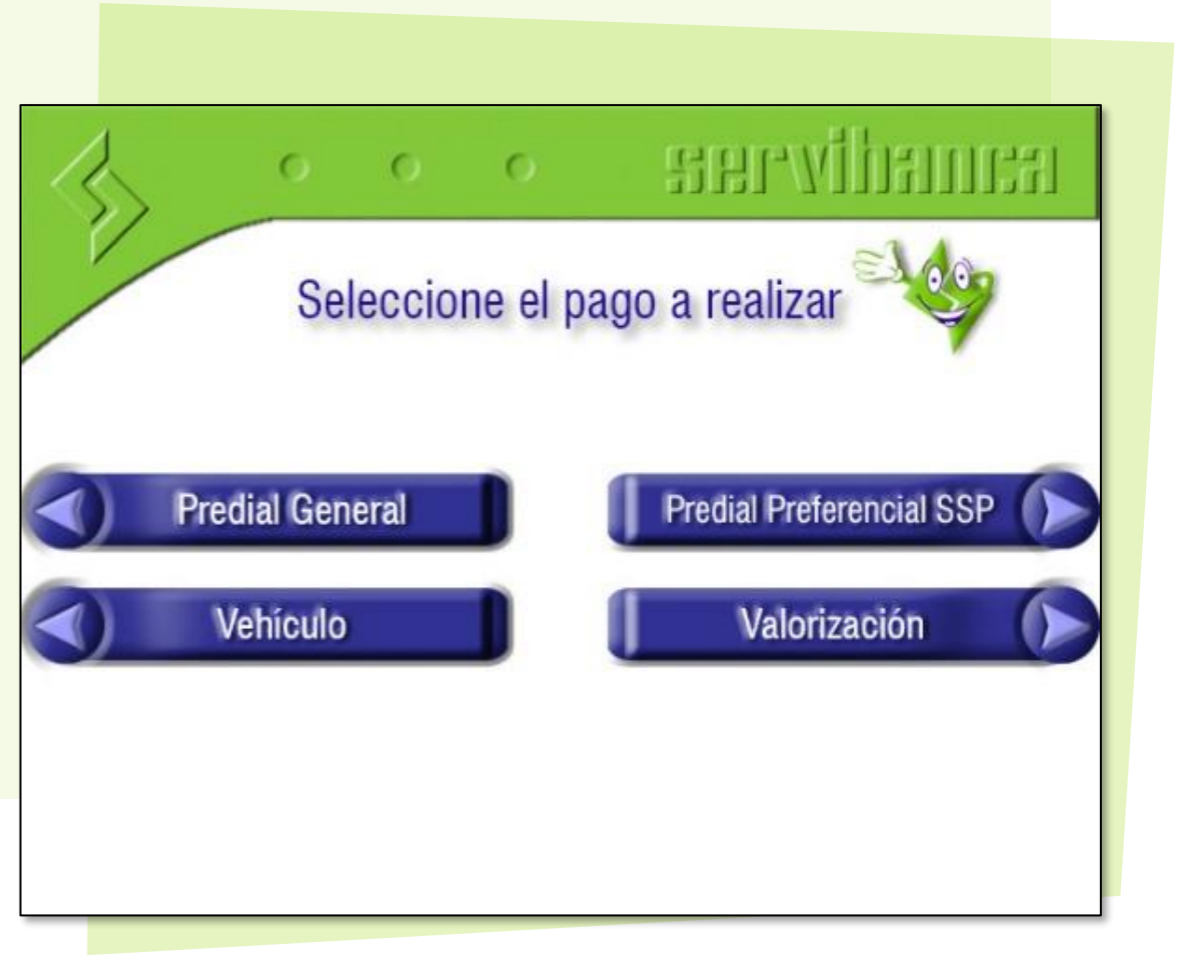 servibanca
Seleccione el pago a realizar
Predial General
Predial Preferencial SSP
Vehículo
Valorización